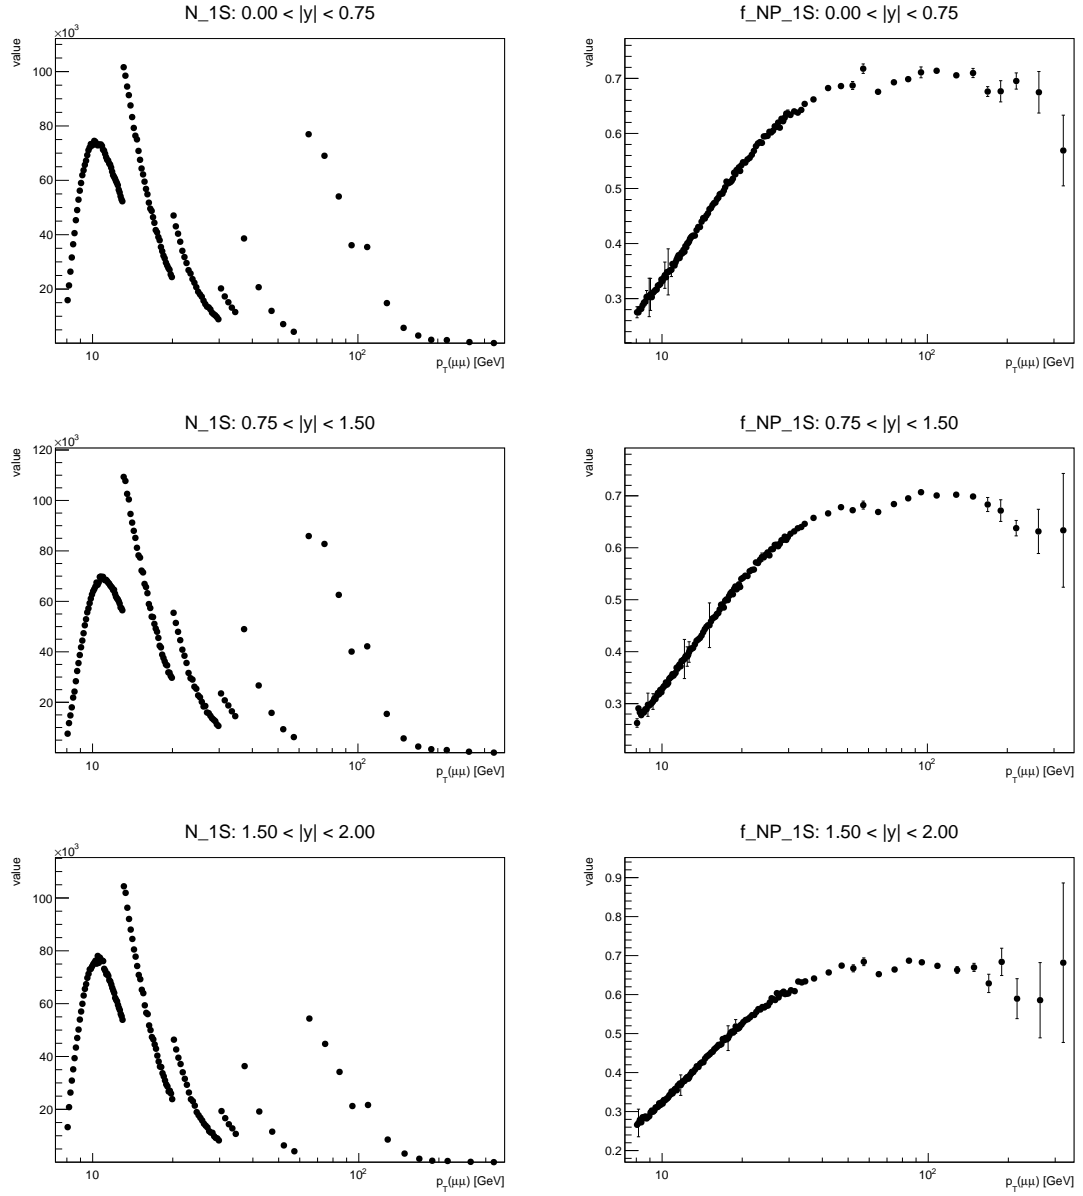 N_1S: 0.00 < |y| < 0.75
×10³
value
100
80
60
40
20
10
10²
p_T(μμ) [GeV]
f_NP_1S: 0.00 < |y| < 0.75
value
0.7
0.6
0.5
0.4
0.3
10
10²
p_T(μμ) [GeV]
N_1S: 0.75 < |y| < 1.50
×10³
value
120
100
80
60
40
20
10
10²
p_T(μμ) [GeV]
f_NP_1S: 0.75 < |y| < 1.50
value
0.7
0.6
0.5
0.4
0.3
10
10²
p_T(μμ) [GeV]
N_1S: 1.50 < |y| < 2.00
×10³
value
100
80
60
40
20
10
10²
p_T(μμ) [GeV]
f_NP_1S: 1.50 < |y| < 2.00
value
0.9
0.8
0.7
0.6
0.5
0.4
0.3
0.2
10
10²
p_T(μμ) [GeV]